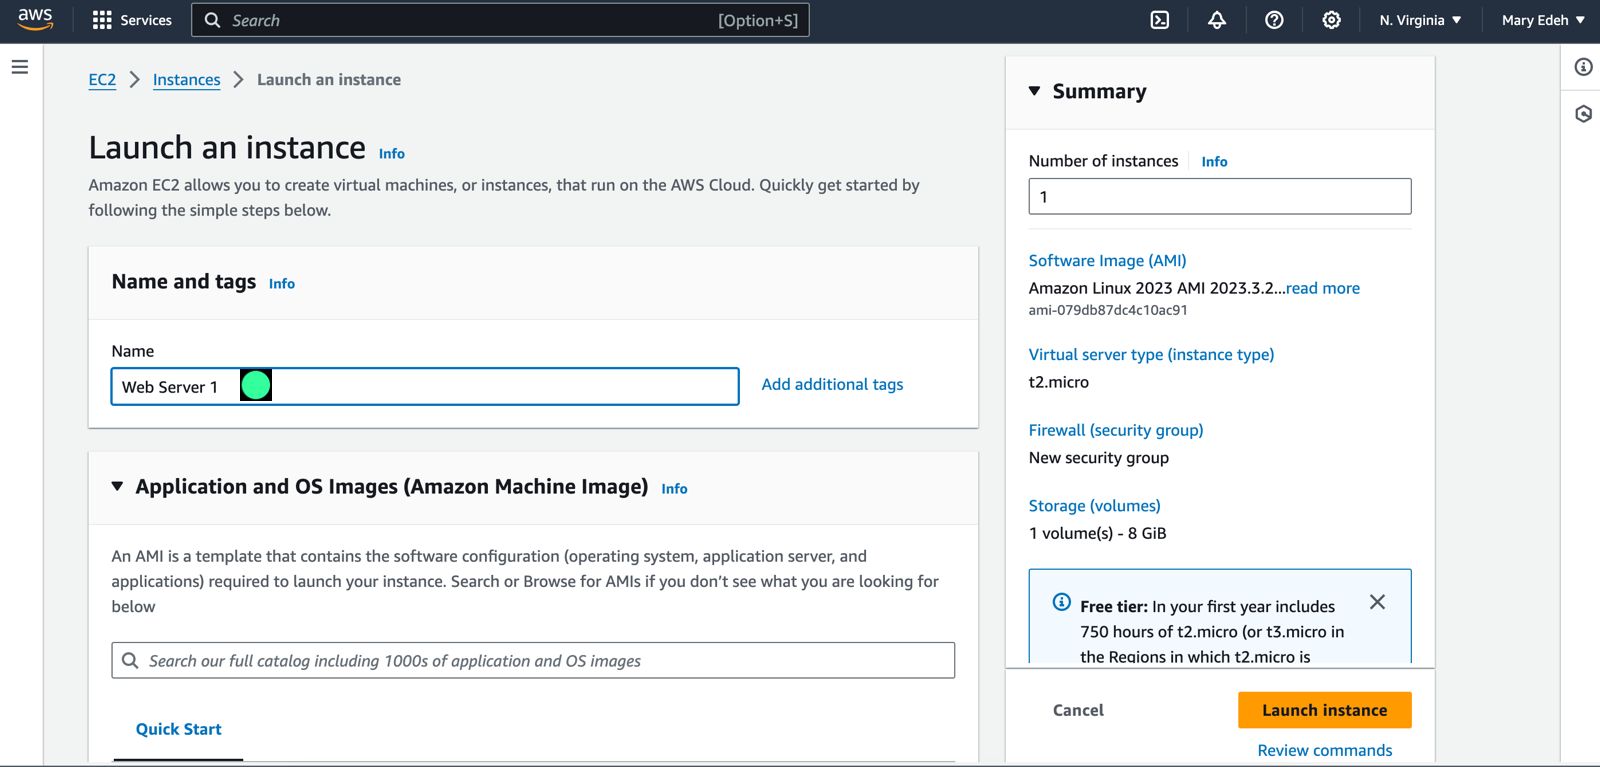 aws
Services
Search
[Option+S]
N. Virginia
Mary Edeh
EC2
Instances
Launch an instance
Launch an instance Info
Amazon EC2 allows you to create virtual machines, or instances, that run on the AWS Cloud. Quickly get started by
following the simple steps below.
Name and tags Info
Name
Web Server 1
Add additional tags
Application and OS Images (Amazon Machine Image) Info
An AMI is a template that contains the software configuration (operating system, application server, and
applications) required to launch your instance. Search or Browse for AMIs if you don’t see what you are looking for
below
Search our full catalog including 1000s of application and OS images
Quick Start
Summary
Number of instances Info
1
Software Image (AMI)
Amazon Linux 2023 AMI 2023.3.2...read more
ami-079db87dc4c10ac91
Virtual server type (instance type)
t2.micro
Firewall (security group)
New security group
Storage (volumes)
1 volume(s) - 8 GiB
Free tier: In your first year includes
750 hours of t2.micro (or t3.micro in
the Regions in which t2.micro is
Cancel
Launch instance
Review commands